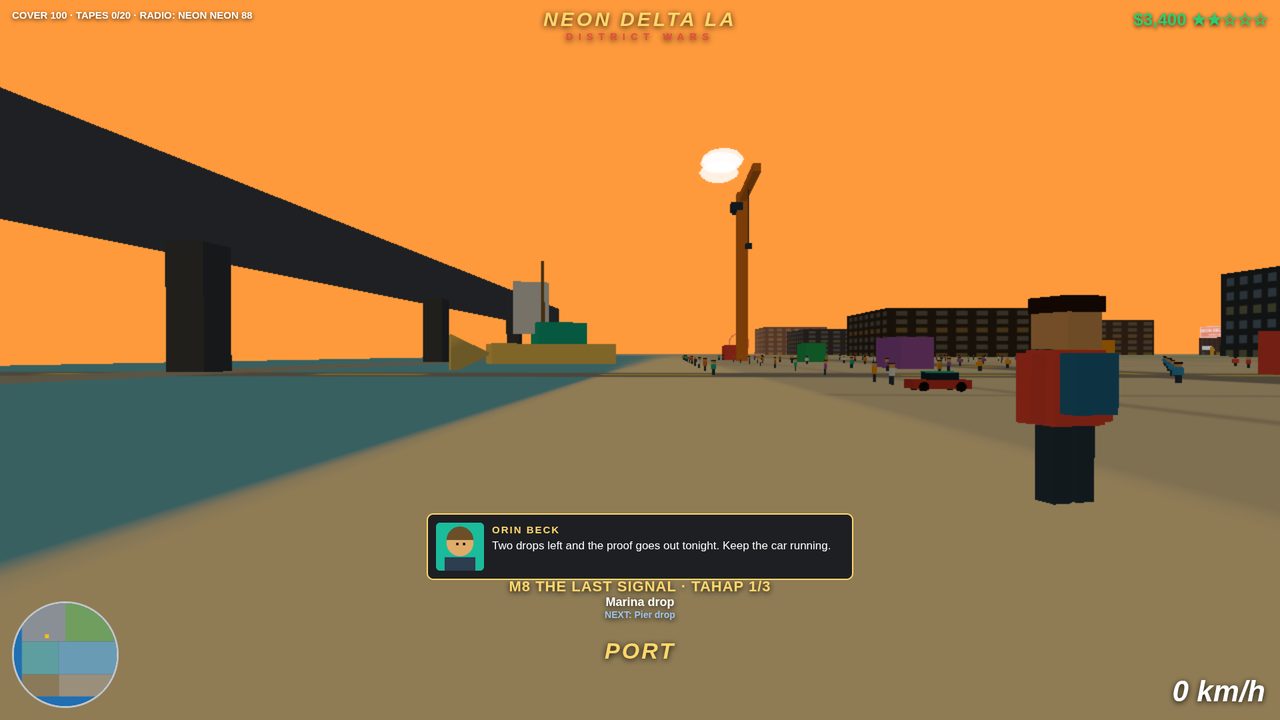 COVER 100 · TAPES 0/20 · RADIO: NEON NEON 88
NEON DELTA LA
DISTRICT WARS
$3,400 ★★☆☆☆☆
ORIN BECK
Two drops left and the proof goes out tonight. Keep the car running.
M8 THE LAST SIGNAL · TAHAP 1/3
Marina drop
NEXT: Pier drop
PORT
0 km/h